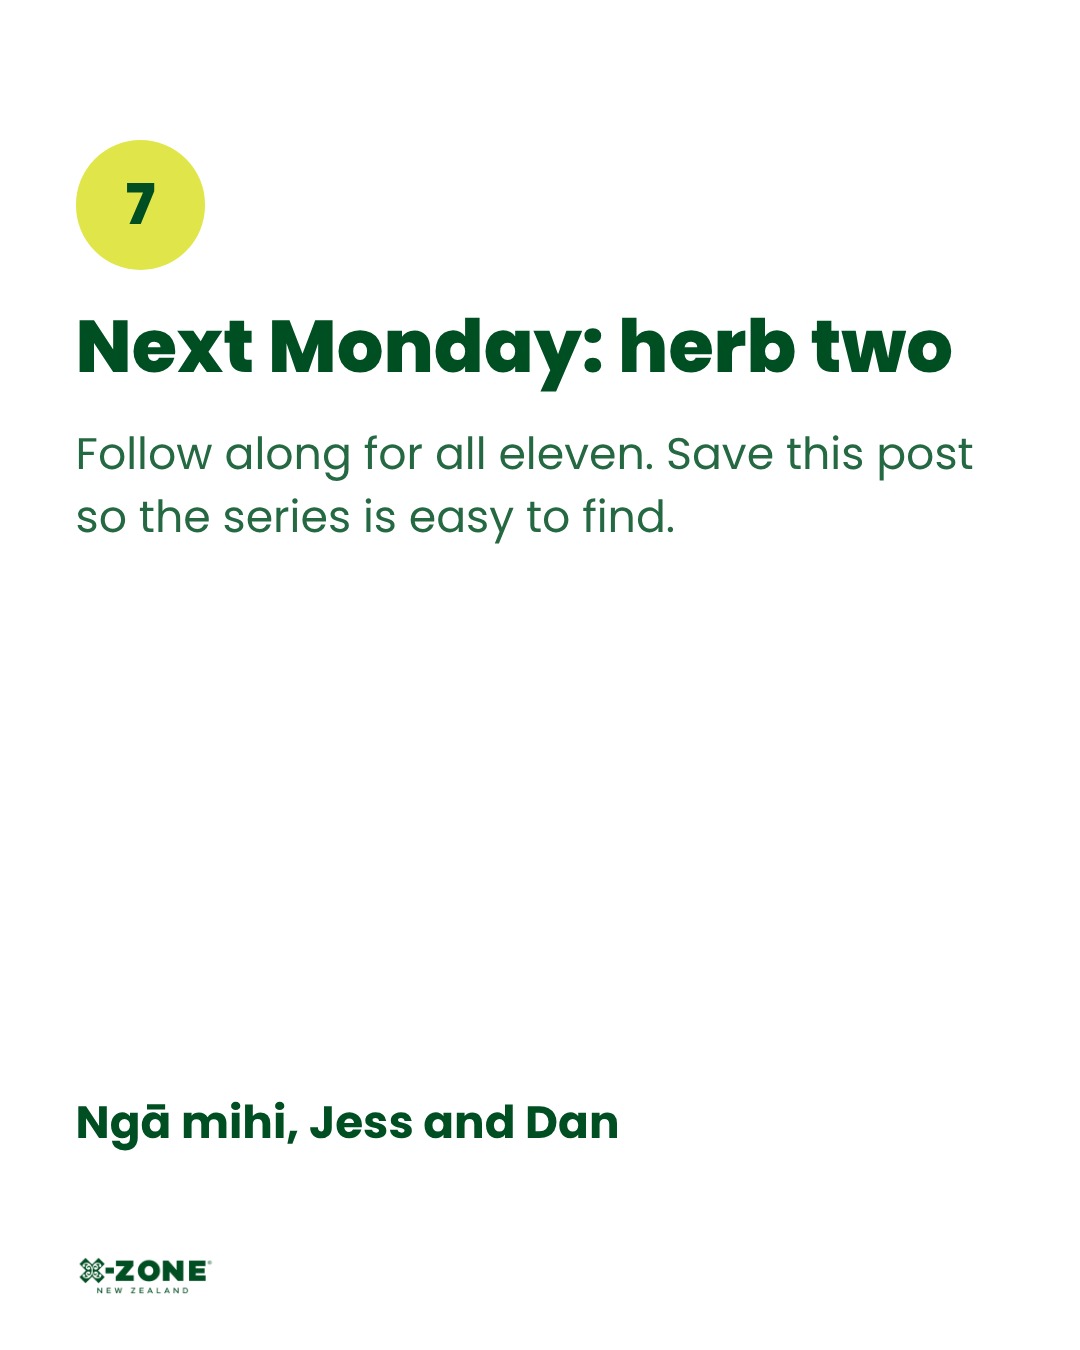 7
Next Monday: herb two
Follow along for all eleven. Save this post
so the series is easy to find.
Ngā mihi, Jess and Dan
X-ZONE®
NEW ZEALAND